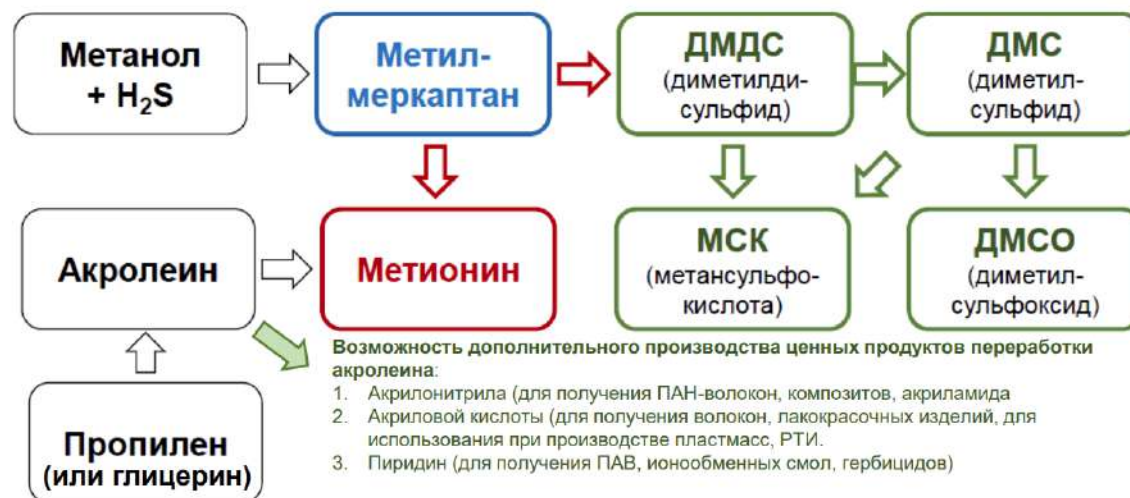 Метанол
+ H₂S
Метил-
меркаптан
ДМДС
(диметилди-
сульфид)
ДМС
(диметил-
сульфид)
Акролеин
Метионин
МСК
(метансульфо-
кислота)
ДМСО
(диметил-
сульфоксид)
Пропилен
(или глицерин)
Возможность дополнительного производства ценных продуктов переработки
акролеина:
1. Акрилонитрила (для получения ПАН-волокон, композитов, акриламида
2. Акриловой кислоты (для получения волокон, лакокрасочных изделий, для
использования при производстве пластмасс, РТИ.
3. Пиридин (для получения ПАВ, ионообменных смол, гербицидов)